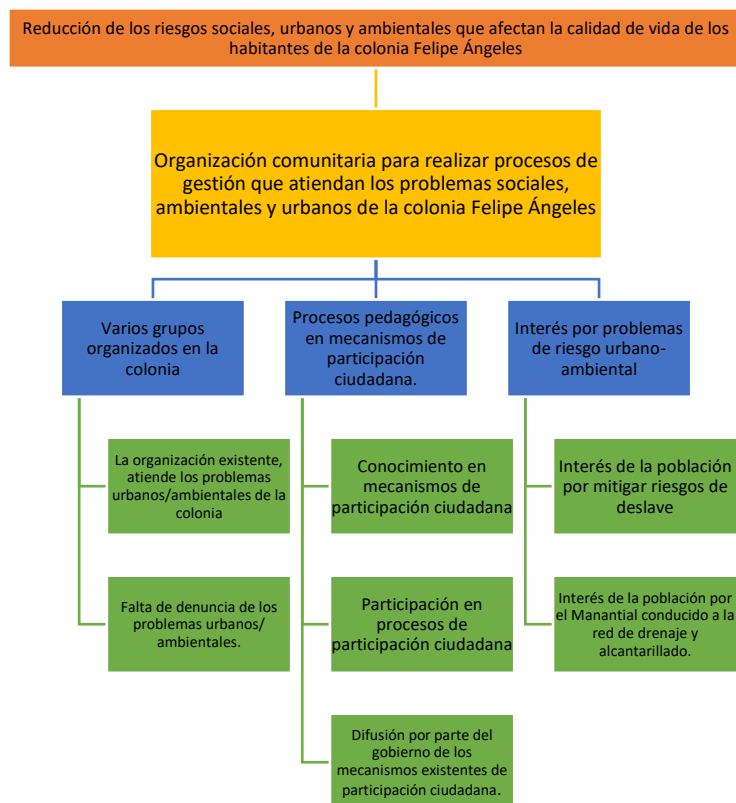 Reducción de los riesgos sociales, urbanos y ambientales que afectan la calidad de vida de los
habitantes de la colonia Felipe Ángeles
Organización comunitaria para realizar procesos de
gestión que atiendan los problemas sociales,
ambientales y urbanos de la colonia Felipe Ángeles
Varios grupos
organizados en la
colonia
La organización existente,
atiende los problemas
urbanos/ambientales de la
colonia
Falta de denuncia de los
problemas urbanos/
ambientales.
Procesos pedagógicos
en mecanismos de
participación
ciudadana.
Conocimiento en
mecanismos de
participación ciudadana
Participación en
procesos de
participación ciudadana
Difusión por parte del
gobierno de los
mecanismos existentes de
participación ciudadana.
Interés por problemas
de riesgo urbano-
ambiental
Interés de la población
por mitigar riesgos de
deslave
Interés de la población por
el Manantial conducido a la
red de drenaje y
alcantarillado.